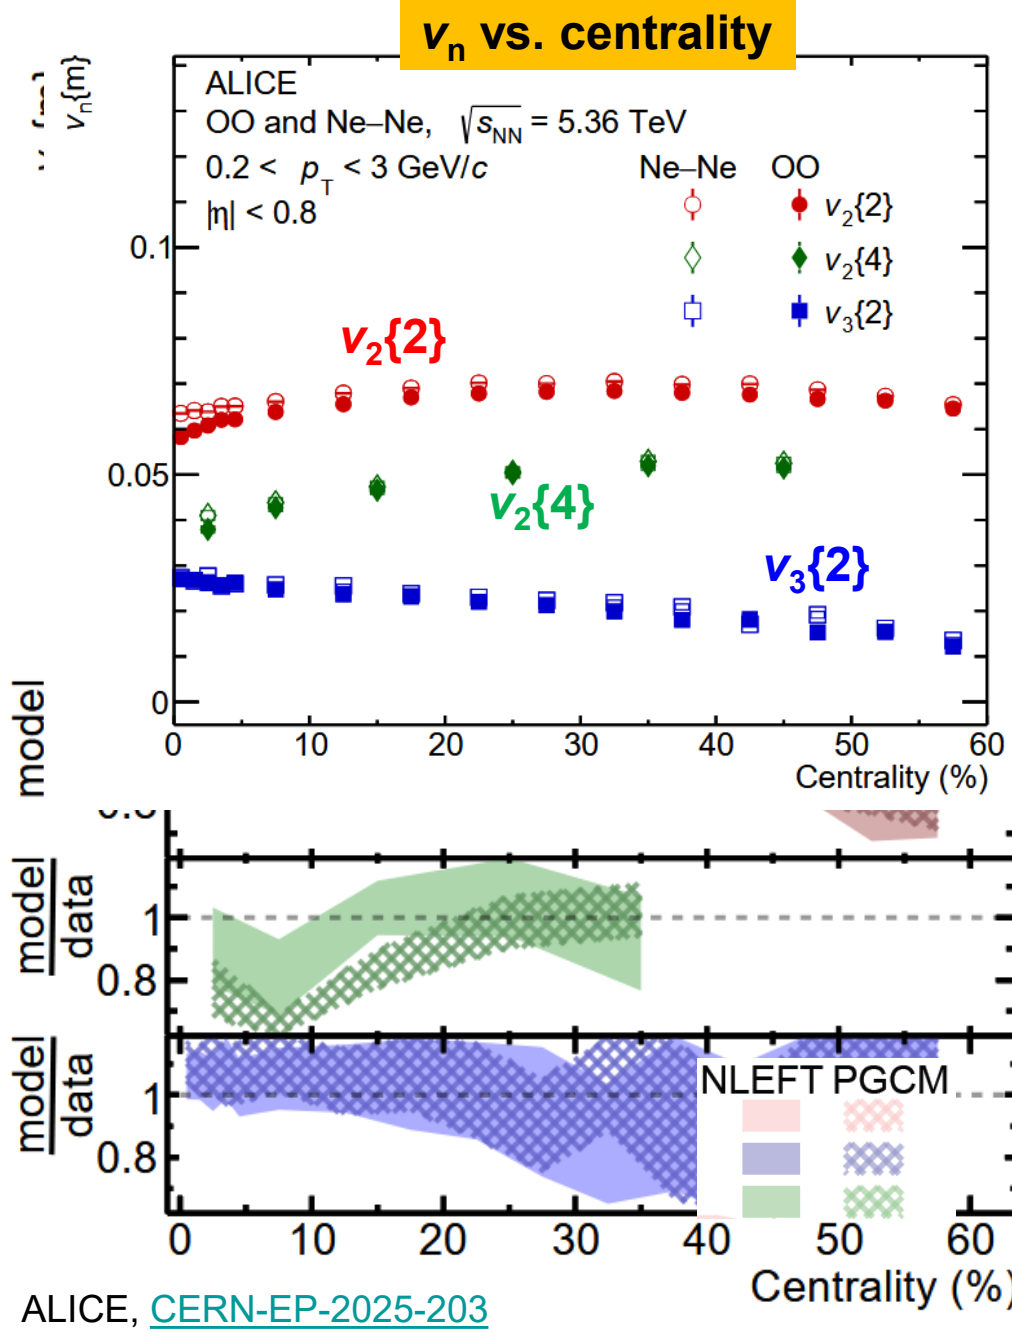 vn vs. centrality
vn{m}
ALICE
OO and Ne–Ne, √sNN = 5.36 TeV
0.2 < pT < 3 GeV/c
|η| < 0.8
Ne–Ne OO
v2{2}
v2{4}
v3{2}
0.1
0.05
0
v2{2}
v2{4}
v3{2}
0 10 20 30 40 50 60
Centrality (%)
model
model
data
1
0.8
model
data
1
0.8
NLEFT PGCM
0 10 20 30 40 50 60
Centrality (%)
ALICE, CERN-EP-2025-203